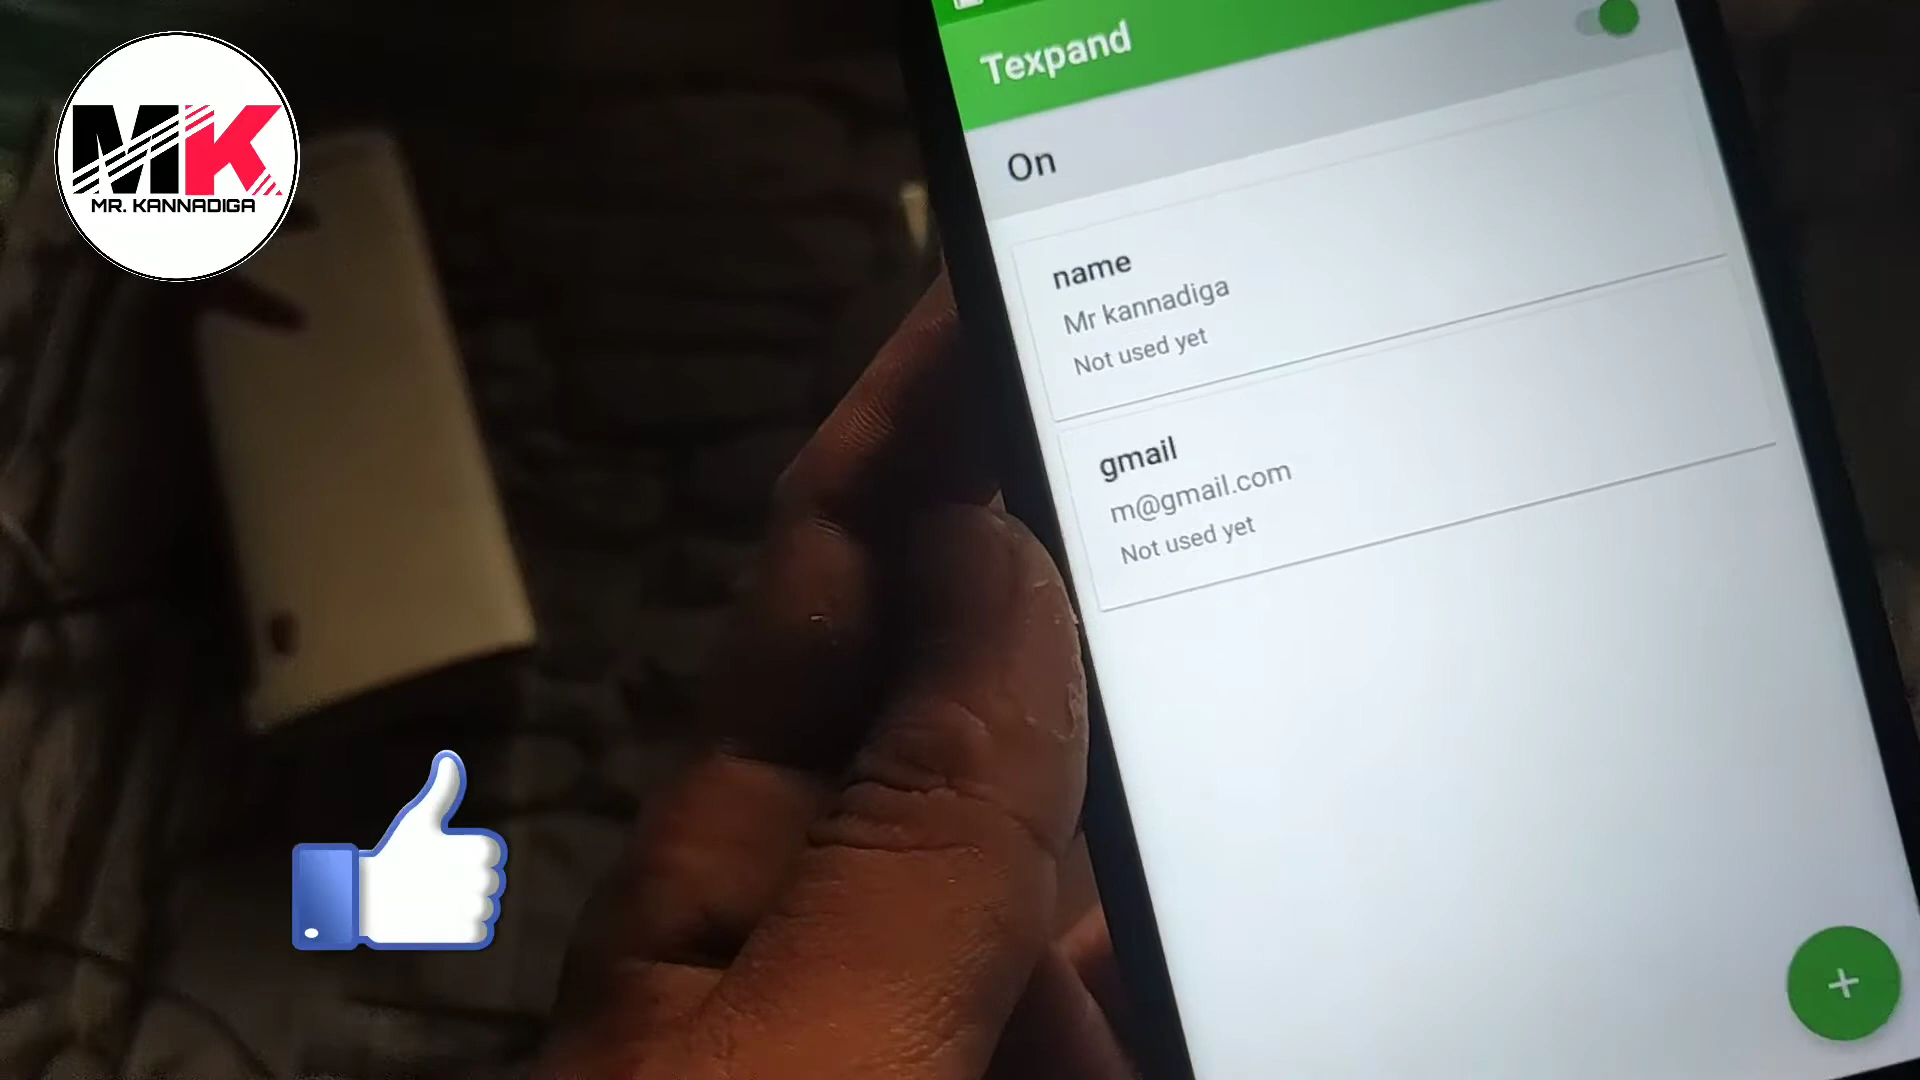 MK
MR. KANNADIGA
Texpand
On
name
Mr kannadiga
Not used yet
gmail
m@gmail.com
Not used yet
+